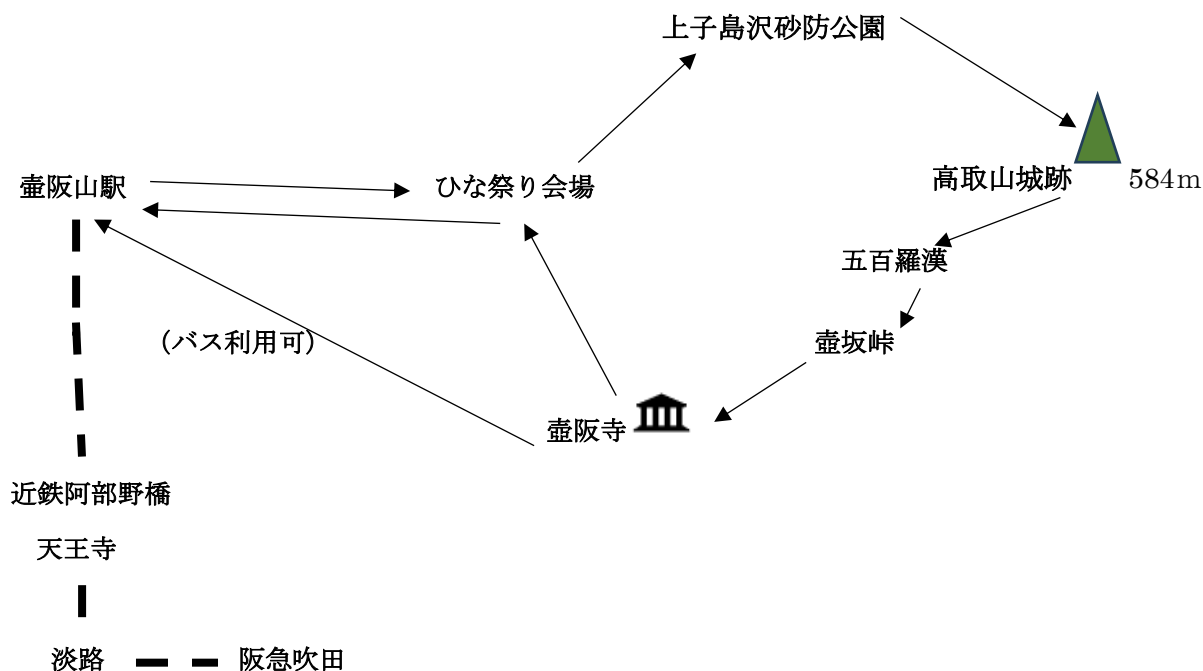 上子島沢砂防公園
壷阪山駅
ひな祭り会場
高取山城跡
584m
五百羅漢
(バス利用可)
壷坂峠
壷阪寺
近鉄阿部野橋
天王寺
淡路
阪急吹田